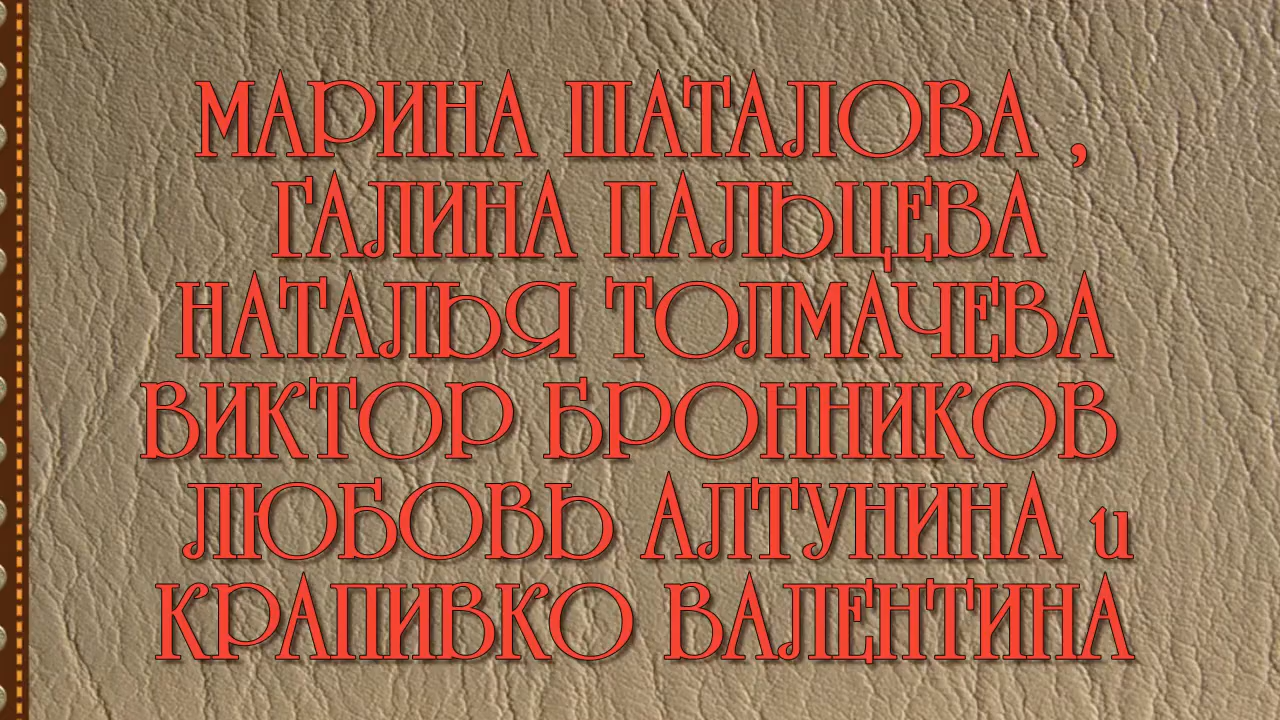 МАРИНА ШАТАЛОВА ,
ГАЛИНА ПАЛЬЦЕВА
НАТАЛЬЯ ТОЛМАЧЕВА
ВИКТОР БРОННИКОВ
ЛЮБОВЬ АЛТУНИНА и
КРАПИВКО ВАЛЕНТИНА